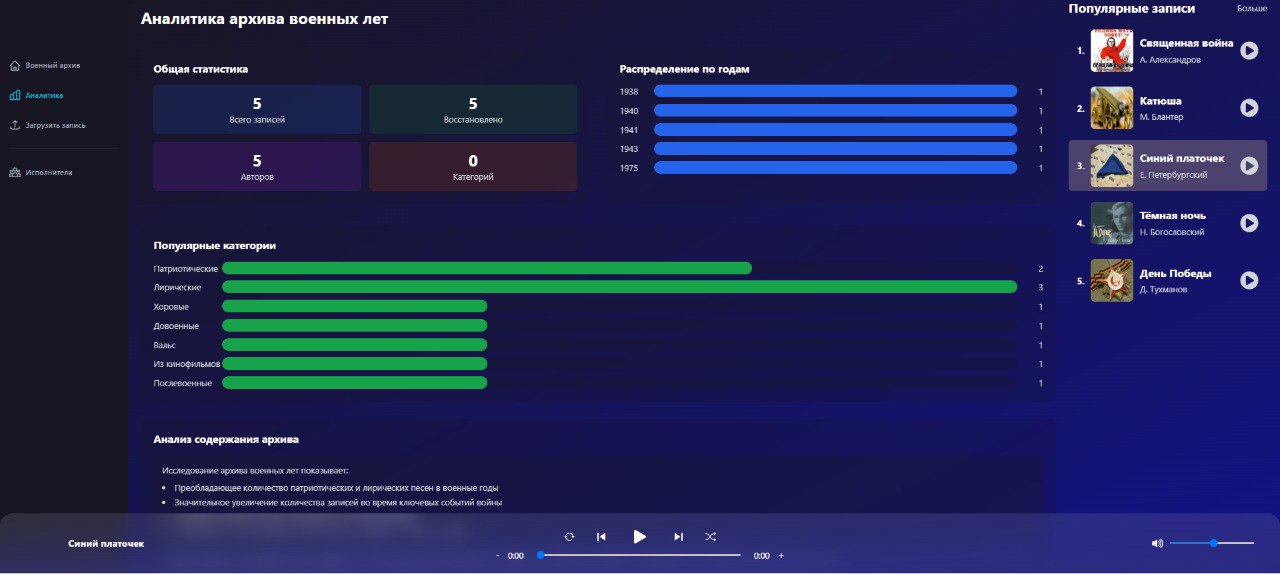 Военный архив
Аналитика
Загрузить запись
Исполнители
Аналитика архива военных лет
Общая статистика
5
Всего записей
5
Восстановлено
5
Авторов
0
Категорий
Распределение по годам
1938 1
1940 1
1941 1
1943 1
1975 1
Популярные категории
Патриотические 2
Лирические 3
Хоровые 1
Довоенные 1
Вальс 1
Из кинофильмов 1
Послевоенные 1
Анализ содержания архива
Исследование архива военных лет показывает:
• Преобладающее количество патриотических и лирических песен в военные годы
• Значительное увеличение количества записей во время ключевых событий войны
Популярные записи Больше
1. Священная война
А. Александров
2. Катюша
М. Блантер
3. Синий платочек
Е. Петербургский
4. Тёмная ночь
Н. Богословский
5. День Победы
Д. Тухманов
Синий платочек
- 0:00 0:00 +